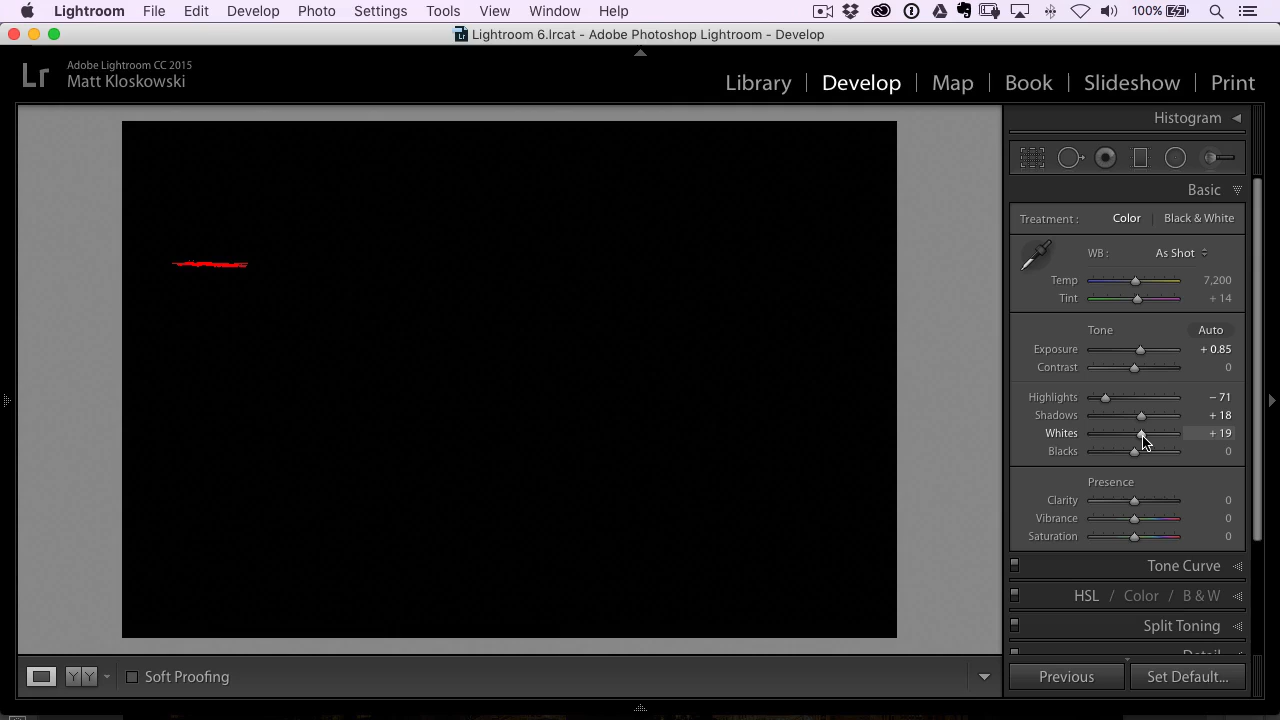 Lightroom File Edit Develop Photo Settings Tools View Window Help 100%
Lightroom 6.lrcat - Adobe Photoshop Lightroom - Develop
Lr Adobe Lightroom CC 2015
Matt Kloskowski
Library | Develop | Map | Book | Slideshow | Print
Histogram
Basic
Treatment : Color | Black & White
WB : As Shot
Temp 7,200
Tint + 14
Tone Auto
Exposure + 0.85
Contrast 0
Highlights − 71
Shadows + 18
Whites + 19
Blacks 0
Presence
Clarity 0
Vibrance 0
Saturation 0
Tone Curve
HSL / Color / B & W
Split Toning
Detail
YY Soft Proofing
Previous Set Default...